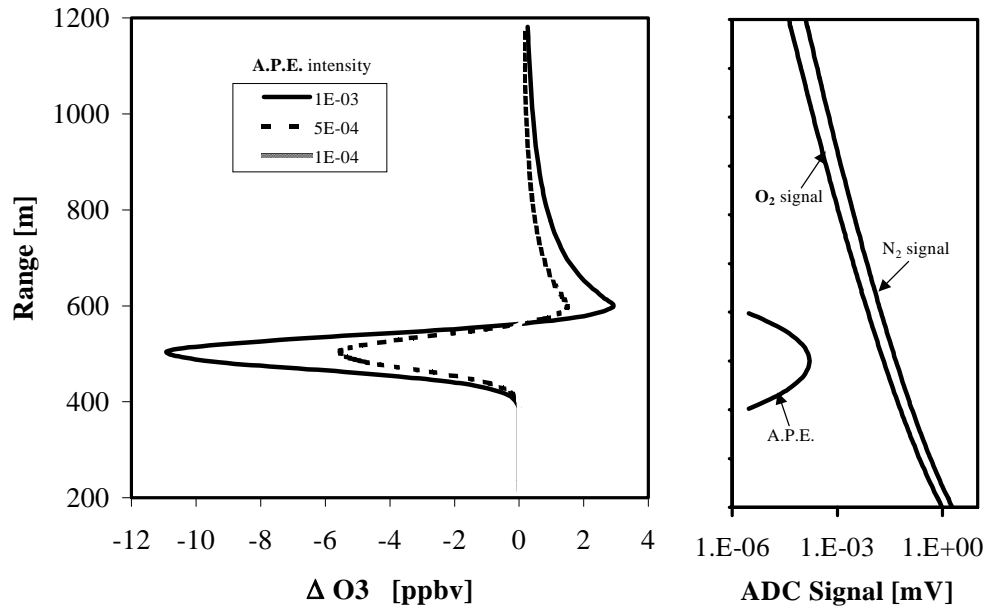 1200
1000
800
600
400
200
Range [m]
A.P.E. intensity
1E-03
5E-04
1E-04
-12 -10 -8 -6 -4 -2 0 2 4
Δ O3 [ppbv]
O2 signal
N2 signal
A.P.E.
1.E-06 1.E-03 1.E+00
ADC Signal [mV]